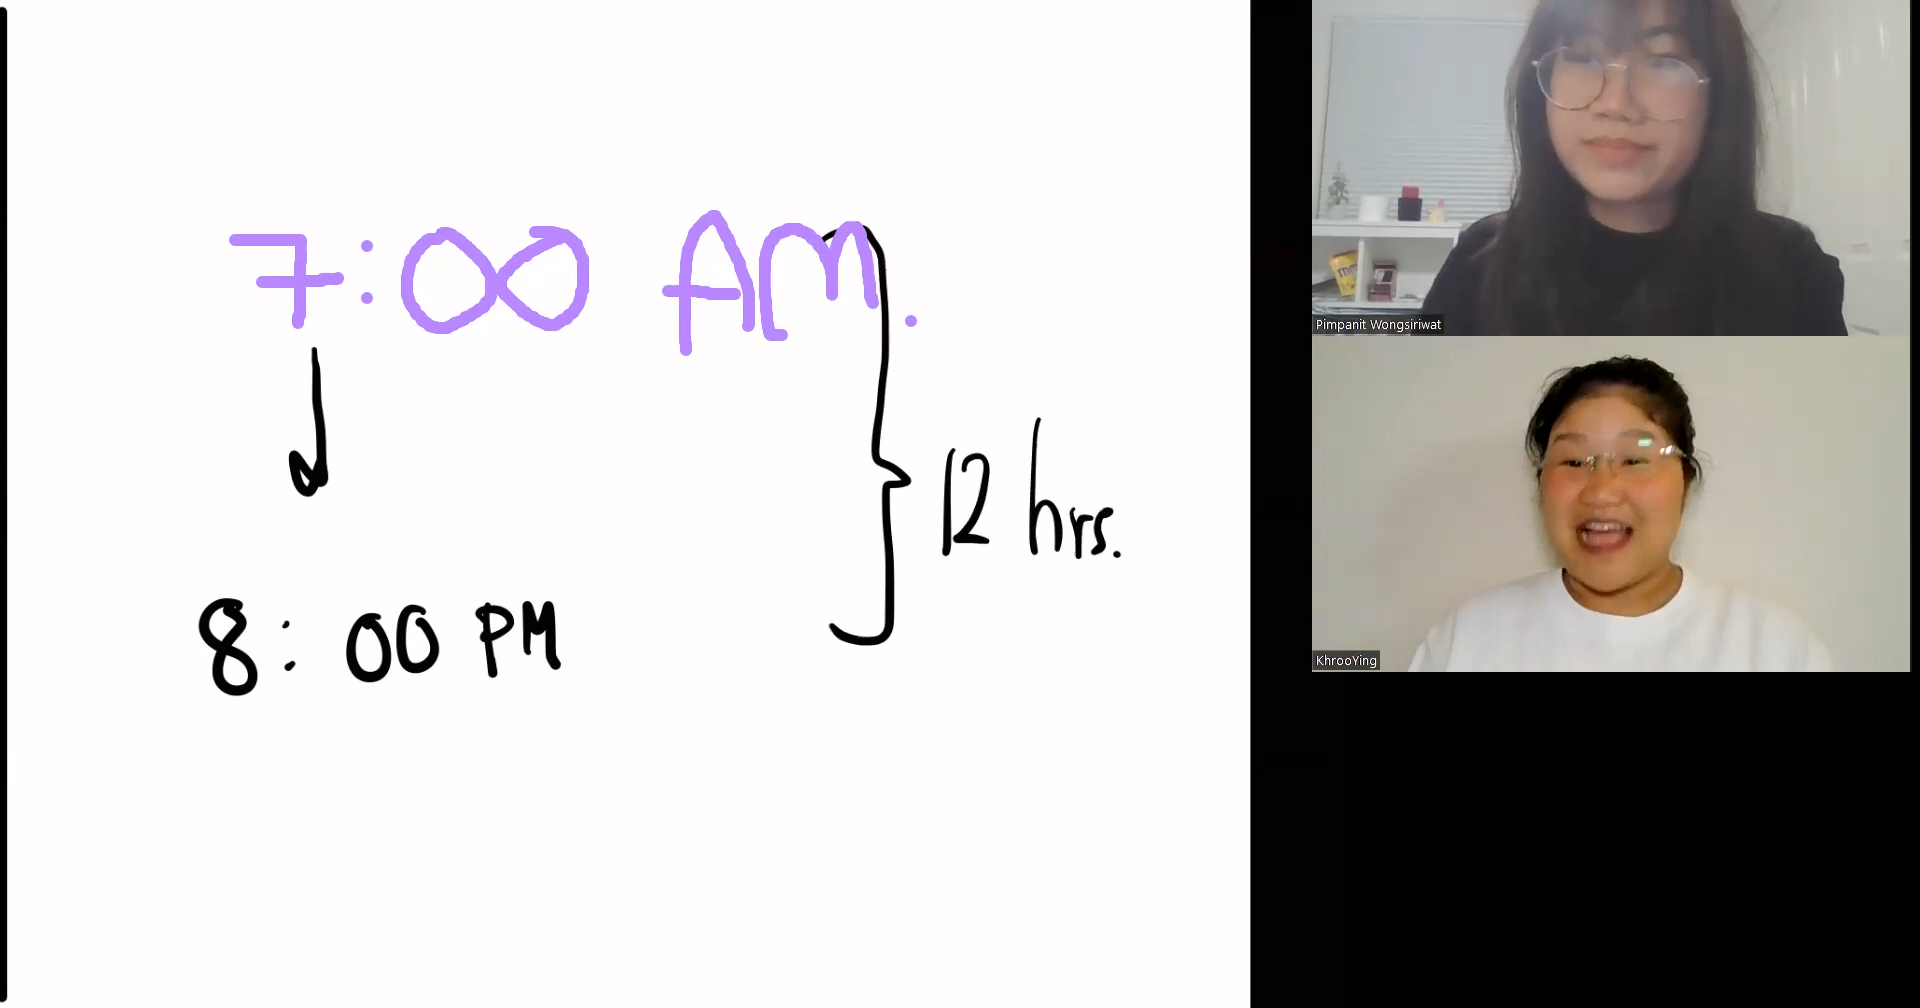 7:00 AM.
12 hrs.
8:00 PM
Pimpanit Wongsiriwat
KhrooYing